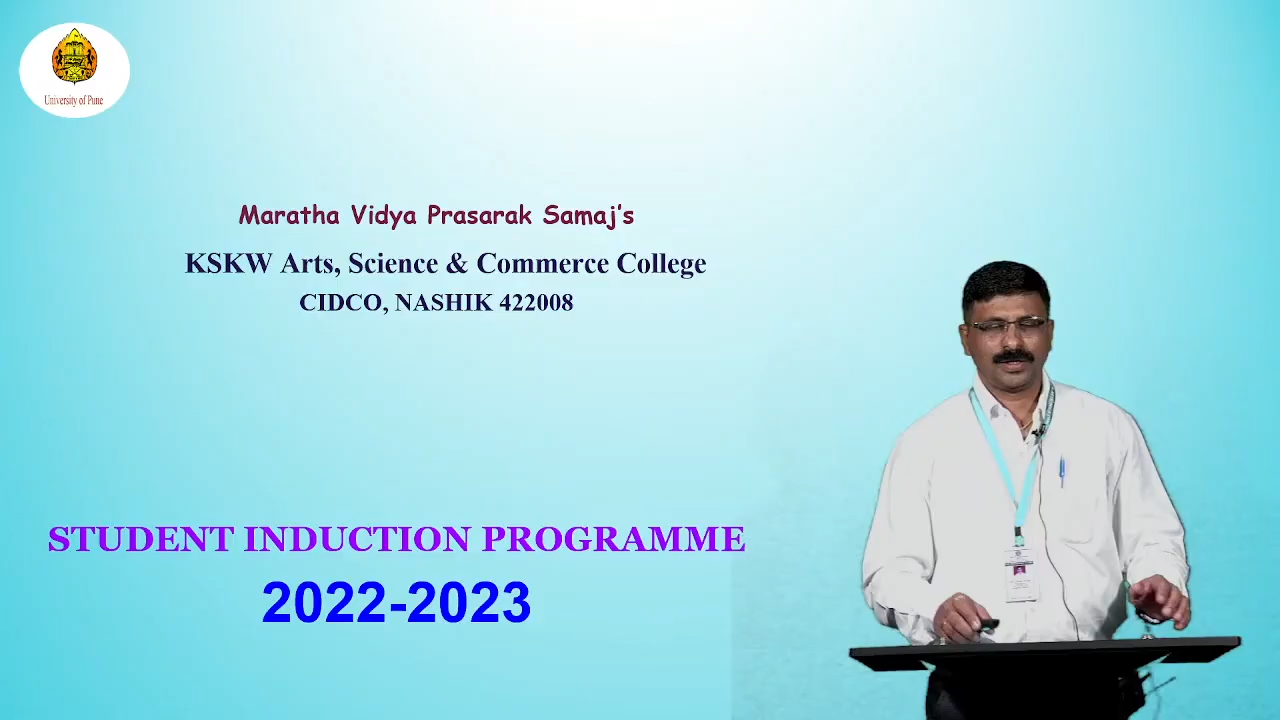 University of Pune
Maratha Vidya Prasarak Samaj's
KSKW Arts, Science & Commerce College
CIDCO, NASHIK 422008
STUDENT INDUCTION PROGRAMME
2022-2023